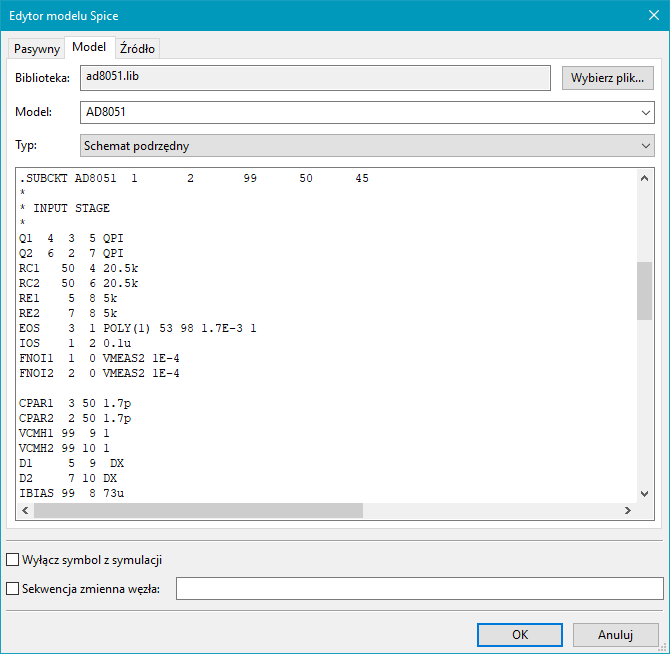 Edytor modelu Spice
Pasywny Model Źródło
Biblioteka: ad8051.lib Wybierz plik...
Model: AD8051
Typ: Schemat podrzędny
.SUBCKT AD8051 1 2 99 50 45
*
* INPUT STAGE
*
Q1 4 3 5 QPI
Q2 6 2 7 QPI
RC1 50 4 20.5k
RC2 50 6 20.5k
RE1 5 8 5k
RE2 7 8 5k
EOS 3 1 POLY(1) 53 98 1.7E-3 1
IOS 1 2 0.1u
FNOI1 1 0 VMEAS2 1E-4
FNOI2 2 0 VMEAS2 1E-4
CPAR1 3 50 1.7p
CPAR2 2 50 1.7p
VCMH1 99 9 1
VCMH2 99 10 1
D1 5 9 DX
D2 7 10 DX
IBIAS 99 8 73u
Wyłącz symbol z symulacji
Sekwencja zmienna węzła:
OK Anuluj